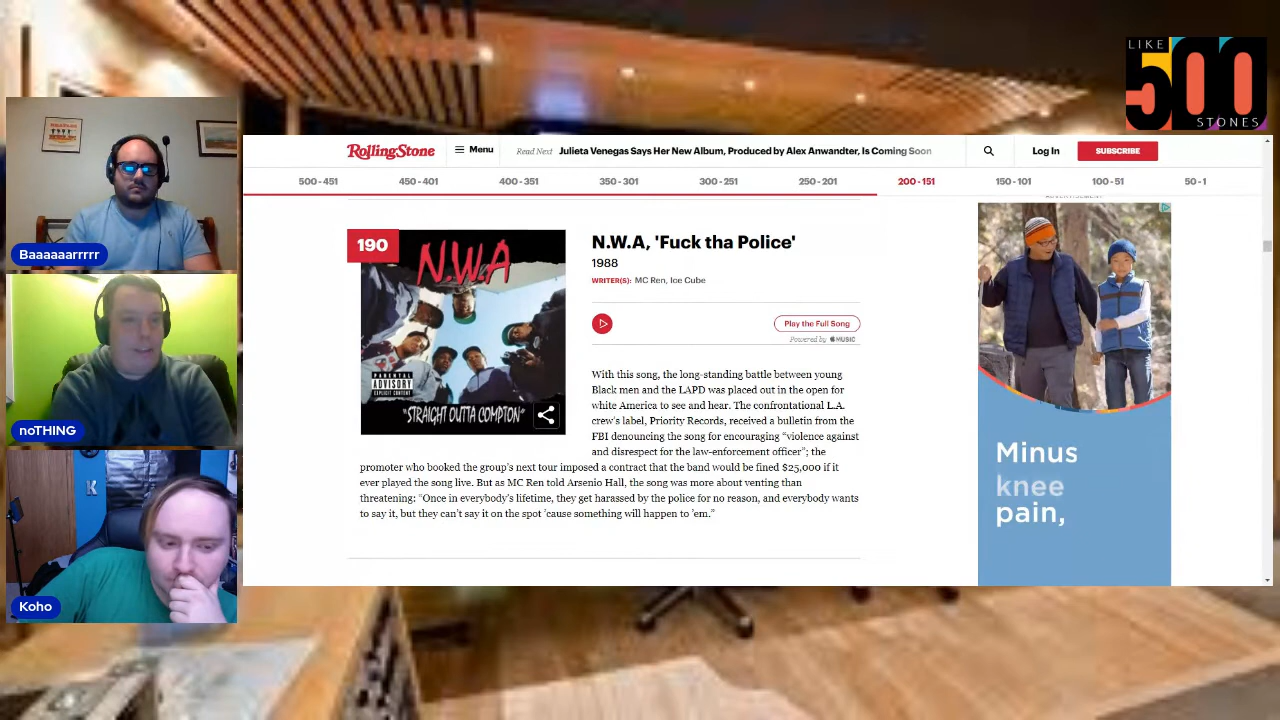 LIKE
500
STONES
RollingStone
Menu
Read Next Julieta Venegas Says Her New Album, Produced by Alex Anwandter, Is Coming Soon
Log In
SUBSCRIBE
500-451
450-401
400-351
350-301
300-251
250-201
200-151
150-101
100-51
50-1
ADVERTISEMENT
190
N.W.A
PARENTAL
ADVISORY
EXPLICIT CONTENT
"STRAIGHT OUTTA COMPTON"
N.W.A, 'Fuck tha Police'
1988
WRITER(S): MC Ren, Ice Cube
Play the Full Song
Powered by MUSIC
With this song, the long-standing battle between young
Black men and the LAPD was placed out in the open for
white America to see and hear. The confrontational L.A.
crew's label, Priority Records, received a bulletin from the
FBI denouncing the song for encouraging “violence against
and disrespect for the law-enforcement officer”; the
promoter who booked the group's next tour imposed a contract that the band would be fined $25,000 if it
ever played the song live. But as MC Ren told Arsenio Hall, the song was more about venting than
threatening: “Once in everybody's lifetime, they get harassed by the police for no reason, and everybody wants
to say it, but they can't say it on the spot 'cause something will happen to 'em.”
Minus
knee
pain,
Baaaaaarrrrr
noTHING
K
Koho